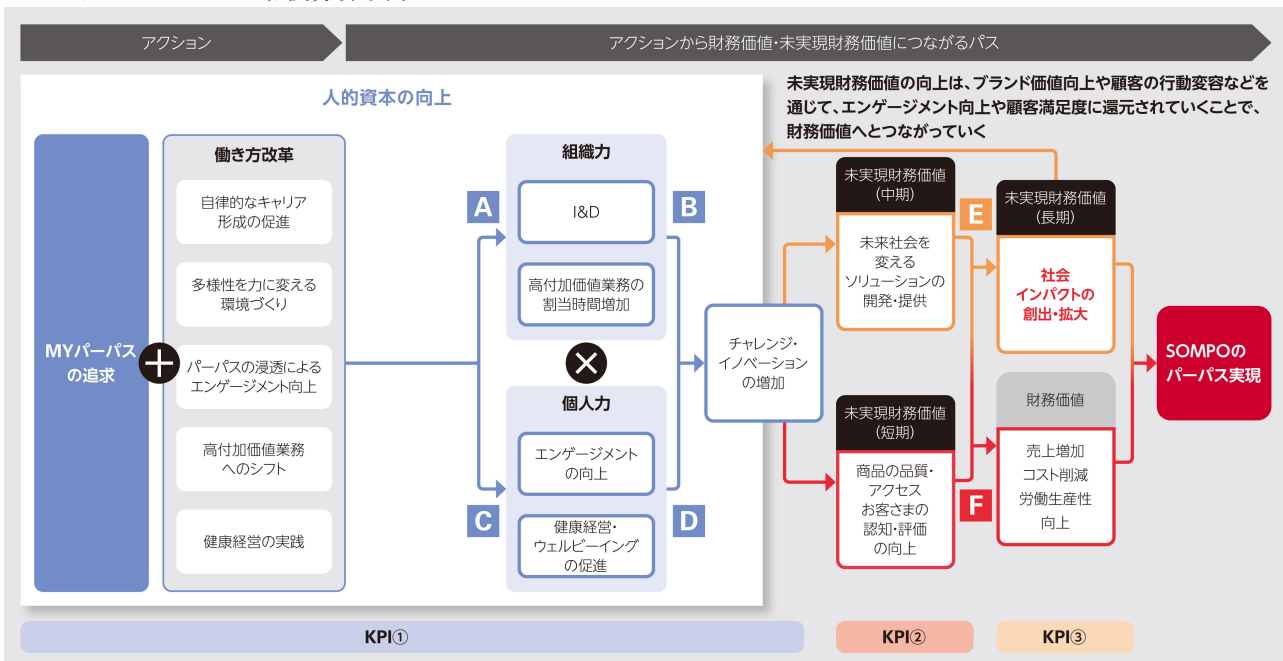 アクション
アクションから財務価値・未実現財務価値につながるパス
人的資本の向上
未実現財務価値の向上は、ブランド価値向上や顧客の行動変容などを
通じて、エンゲージメント向上や顧客満足度に還元されていくことで、
財務価値へとつながっていく
MYパーパス
の追求
+
働き方改革
自律的なキャリア
形成の促進
多様性を力に変える
環境づくり
パーパスの浸透による
エンゲージメント向上
高付加価値業務
へのシフト
健康経営の実践
A
組織力
I&D
高付加価値業務の
割当時間増加
B
×
C
個人力
エンゲージメント
の向上
健康経営・
ウェルビーイング
の促進
D
チャレンジ・
イノベーション
の増加
未実現財務価値
(中期)
未来社会を
変える
ソリューションの
開発・提供
E
未実現財務価値
(長期)
社会
インパクトの
創出・拡大
未実現財務価値
(短期)
商品の品質・
アクセス
お客さまの
認知・評価
の向上
F
財務価値
売上増加
コスト削減
労働生産性
向上
SOMPOの
パーパス実現
KPI①
KPI②
KPI③